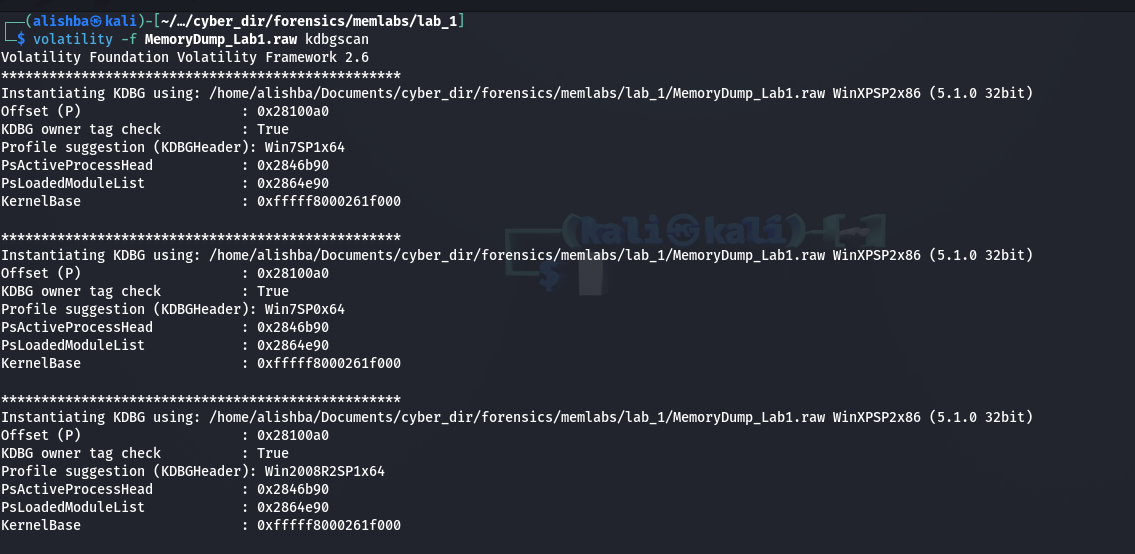 ┌──(alishba㉿kali)-[~/…/cyber_dir/forensics/memlabs/lab_1]
└─$ volatility -f MemoryDump_Lab1.raw kdbgscan
Volatility Foundation Volatility Framework 2.6
**************************************************
Instantiating KDBG using: /home/alishba/Documents/cyber_dir/forensics/memlabs/lab_1/MemoryDump_Lab1.raw WinXPSP2x86 (5.1.0 32bit)
Offset (P)                    : 0x28100a0
KDBG owner tag check          : True
Profile suggestion (KDBGHeader): Win7SP1x64
PsActiveProcessHead           : 0x2846b90
PsLoadedModuleList            : 0x2864e90
KernelBase                    : 0xfffff8000261f000
**************************************************
Instantiating KDBG using: /home/alishba/Documents/cyber_dir/forensics/memlabs/lab_1/MemoryDump_Lab1.raw WinXPSP2x86 (5.1.0 32bit)
Offset (P)                    : 0x28100a0
KDBG owner tag check          : True
Profile suggestion (KDBGHeader): Win7SP0x64
PsActiveProcessHead           : 0x2846b90
PsLoadedModuleList            : 0x2864e90
KernelBase                    : 0xfffff8000261f000
**************************************************
Instantiating KDBG using: /home/alishba/Documents/cyber_dir/forensics/memlabs/lab_1/MemoryDump_Lab1.raw WinXPSP2x86 (5.1.0 32bit)
Offset (P)                    : 0x28100a0
KDBG owner tag check          : True
Profile suggestion (KDBGHeader): Win2008R2SP1x64
PsActiveProcessHead           : 0x2846b90
PsLoadedModuleList            : 0x2864e90
KernelBase                    : 0xfffff8000261f000
┌──(kali㉿kali)-[~]
└─$